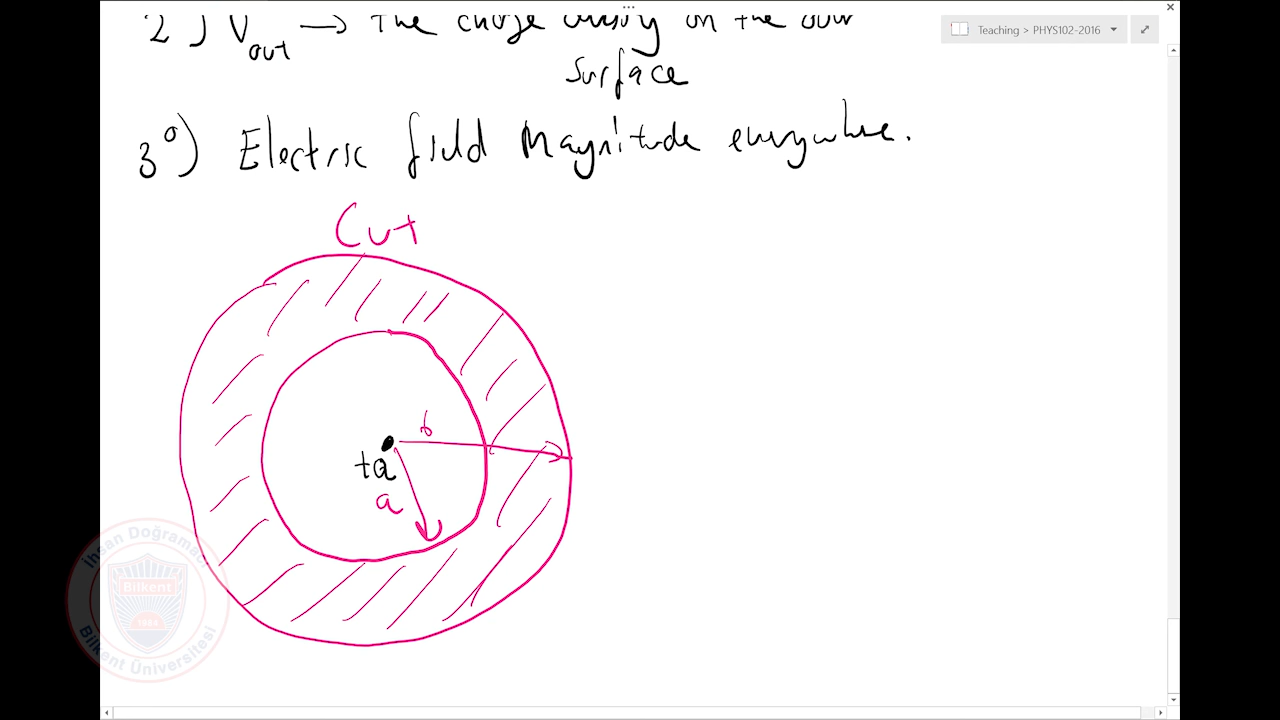 2°) V_out → The charge density on the outer
surface
3°) Electric field Magnitude everywhere.
Cut
b
+Q
a
Teaching > PHYS102-2016
İhsan Doğramacı
Bilkent
Bilkent Üniversitesi